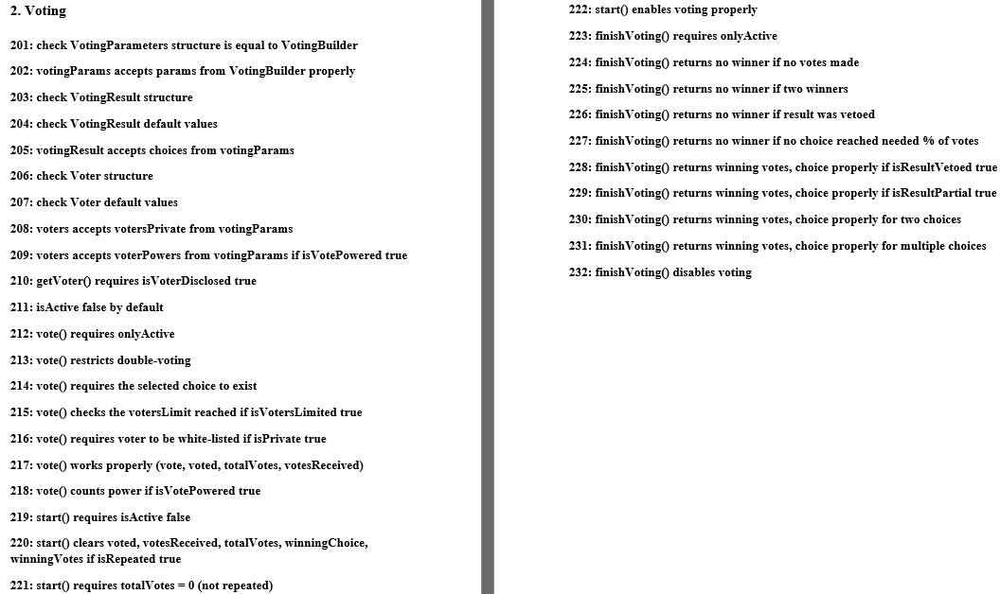 2. Voting
201: check VotingParameters structure is equal to VotingBuilder
202: votingParams accepts params from VotingBuilder properly
203: check VotingResult structure
204: check VotingResult default values
205: votingResult accepts choices from votingParams
206: check Voter structure
207: check Voter default values
208: voters accepts votersPrivate from votingParams
209: voters accepts voterPowers from votingParams if isVotePowered true
210: getVoter() requires isVoterDisclosed true
211: isActive false by default
212: vote() requires onlyActive
213: vote() restricts double-voting
214: vote() requires the selected choice to exist
215: vote() checks the votersLimit reached if isVotersLimited true
216: vote() requires voter to be white-listed if isPrivate true
217: vote() works properly (vote, voted, totalVotes, votesReceived)
218: vote() counts power if isVotePowered true
219: start() requires isActive false
220: start() clears voted, votesReceived, totalVotes, winningChoice,
winningVotes if isRepeated true
221: start() requires totalVotes = 0 (not repeated)
222: start() enables voting properly
223: finishVoting() requires onlyActive
224: finishVoting() returns no winner if no votes made
225: finishVoting() returns no winner if two winners
226: finishVoting() returns no winner if result was vetoed
227: finishVoting() returns no winner if no choice reached needed % of votes
228: finishVoting() returns winning votes, choice properly if isResultVetoed true
229: finishVoting() returns winning votes, choice properly if isResultPartial true
230: finishVoting() returns winning votes, choice properly for two choices
231: finishVoting() returns winning votes, choice properly for multiple choices
232: finishVoting() disables voting